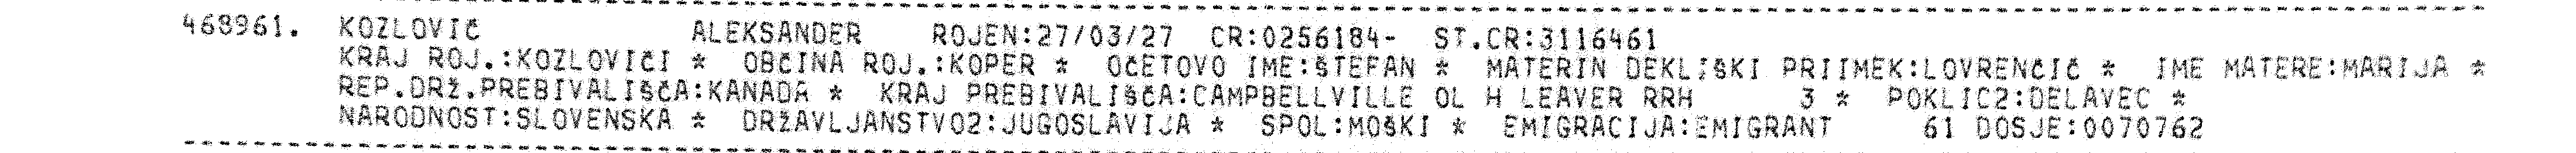 468961. KOZLOVIČ ALEKSANDER ROJEN:27/03/27 CR:0256184- ST.CR:3116461
KRAJ ROJ.:KOZLOVIČI * OBČINA ROJ.:KOPER * OČETOVO IME:ŠTEFAN * MATERIN DEKLIŠKI PRIIMEK:LOVRENČIČ * IME MATERE:MARIJA *
REP.DRŽ.PREBIVALIŠČA:KANADA * KRAJ PREBIVALIŠČA:CAMPBELLVILLE OL H LEAVER RRH 3 * POKLIC2:DELAVEC *
NARODNOST:SLOVENSKA * DRŽAVLJANSTVO2:JUGOSLAVIJA * SPOL:MOŠKI * EMIGRACIJA:EMIGRANT 61 DOSJE:0070762